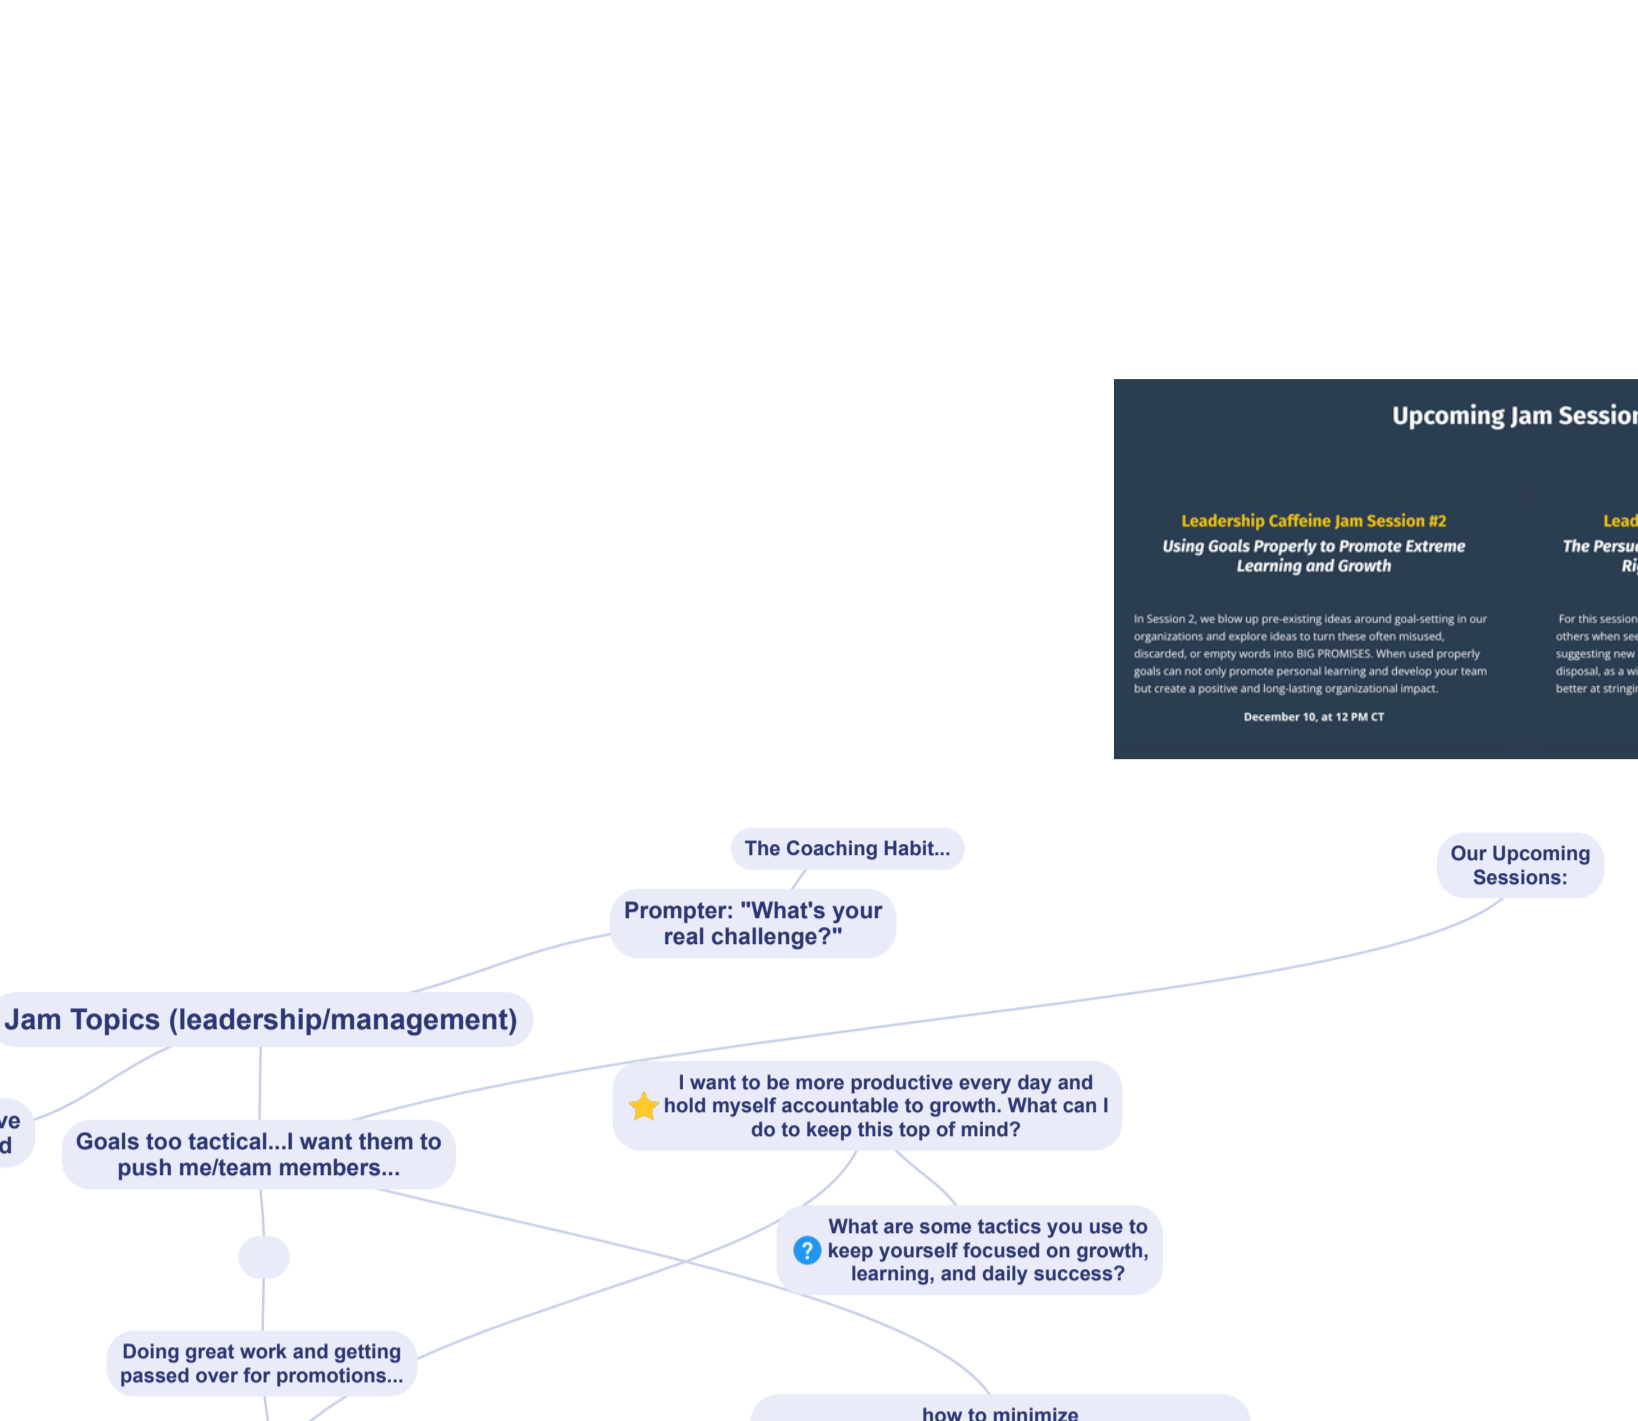 Upcoming Jam
Leadership Caffeine Jam Session #2
Using Goals Properly to Promote Extreme
Learning and Growth
In Session 2, we blow up pre-existing ideas around goal-setting in our
organizations and explore ideas to turn these often misused,
discarded, or empty words into BIG PROMISES. When used properly
goals can not only promote personal learning and develop your team
but create a positive and long-lasting organizational impact.
December 10, at 12 PM CT
The
For this session
others when
suggesting new
disposal, as a
better at
The Coaching Habit...
Prompter: "What's your
real challenge?"
Our Upcoming
Sessions:
Jam Topics (leadership/management)
I want to be more productive every day and
hold myself accountable to growth. What can I
do to keep this top of mind?
Goals too tactical...I want them to
push me/team members...
What are some tactics you use to
keep yourself focused on growth,
learning, and daily success?
Doing great work and getting
passed over for promotions...
how to minimize